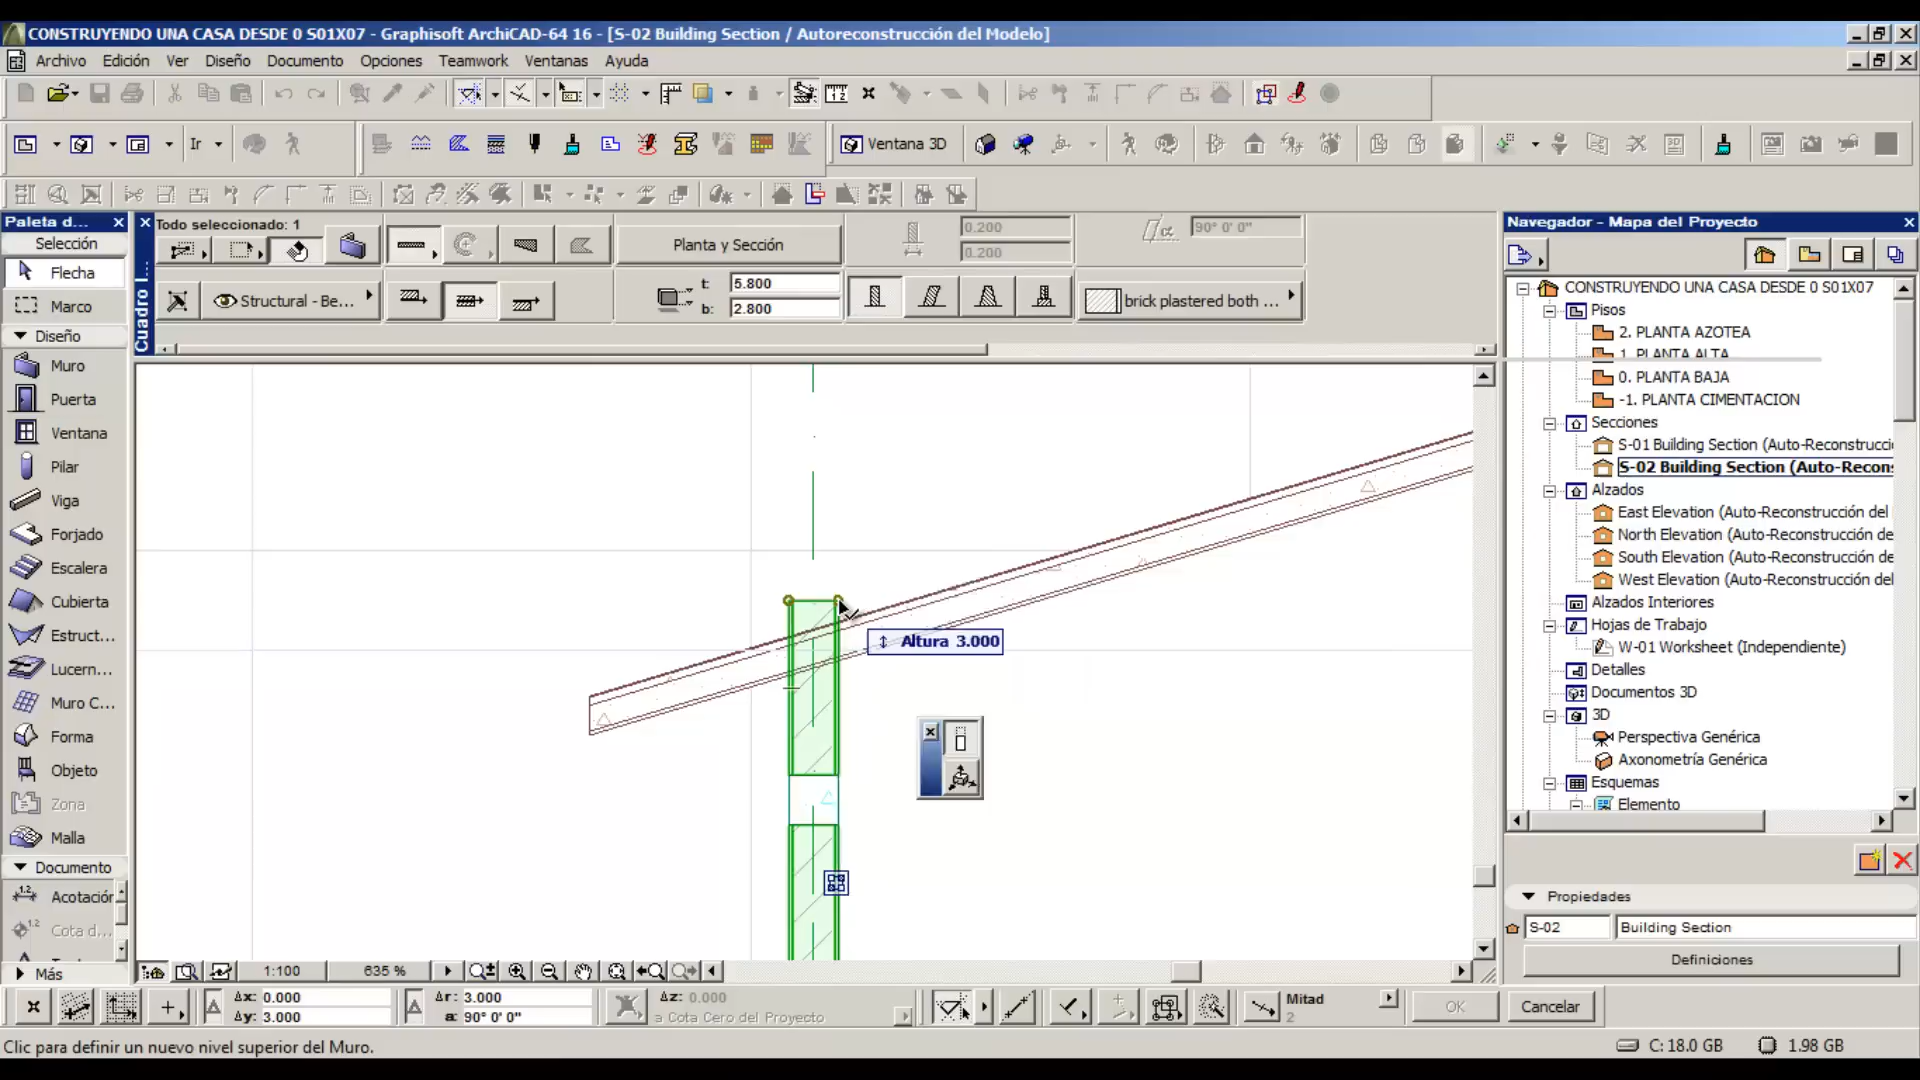 CONSTRUYENDO UNA CASA DESDE 0 S01X07 - Graphisoft ArchiCAD-64 16 - [S-02 Building Section / Autoreconstrucción del Modelo]
Archivo Edición Ver Diseño Documento Opciones Teamwork Ventanas Ayuda
Ir
Ventana 3D
Paleta d...
Selección
Flecha
Marco
Diseño
Muro
Puerta
Ventana
Pilar
Viga
Forjado
Escalera
Cubierta
Estruct...
Lucern...
Muro C...
Forma
Objeto
Zona
Malla
Documento
Acotación
Cota d...
Más
Cuadro I...
Todo seleccionado: 1
Structural - Be...
Planta y Sección
t: 5.800
b: 2.800
0.200
0.200
90° 0' 0"
brick plastered both ...
Altura 3.000
1:100
635 %
Navegador - Mapa del Proyecto
CONSTRUYENDO UNA CASA DESDE 0 S01X07
Pisos
2. PLANTA AZOTEA
1. PLANTA ALTA
0. PLANTA BAJA
-1. PLANTA CIMENTACION
Secciones
S-01 Building Section (Auto-Reconstrucci
S-02 Building Section (Auto-Recons
Alzados
East Elevation (Auto-Reconstrucción del
North Elevation (Auto-Reconstrucción de
South Elevation (Auto-Reconstrucción de
West Elevation (Auto-Reconstrucción del
Alzados Interiores
Hojas de Trabajo
W-01 Worksheet (Independiente)
Detalles
Documentos 3D
3D
Perspectiva Genérica
Axonometría Genérica
Esquemas
Elemento
Propiedades
S-02 Building Section
Definiciones
Δx: 0.000
Δy: 3.000
Δr: 3.000
a: 90° 0' 0"
Δz: 0.000
a Cota Cero del Proyecto
Mitad
2
OK
Cancelar
Clic para definir un nuevo nivel superior del Muro.
C: 18.0 GB
1.98 GB